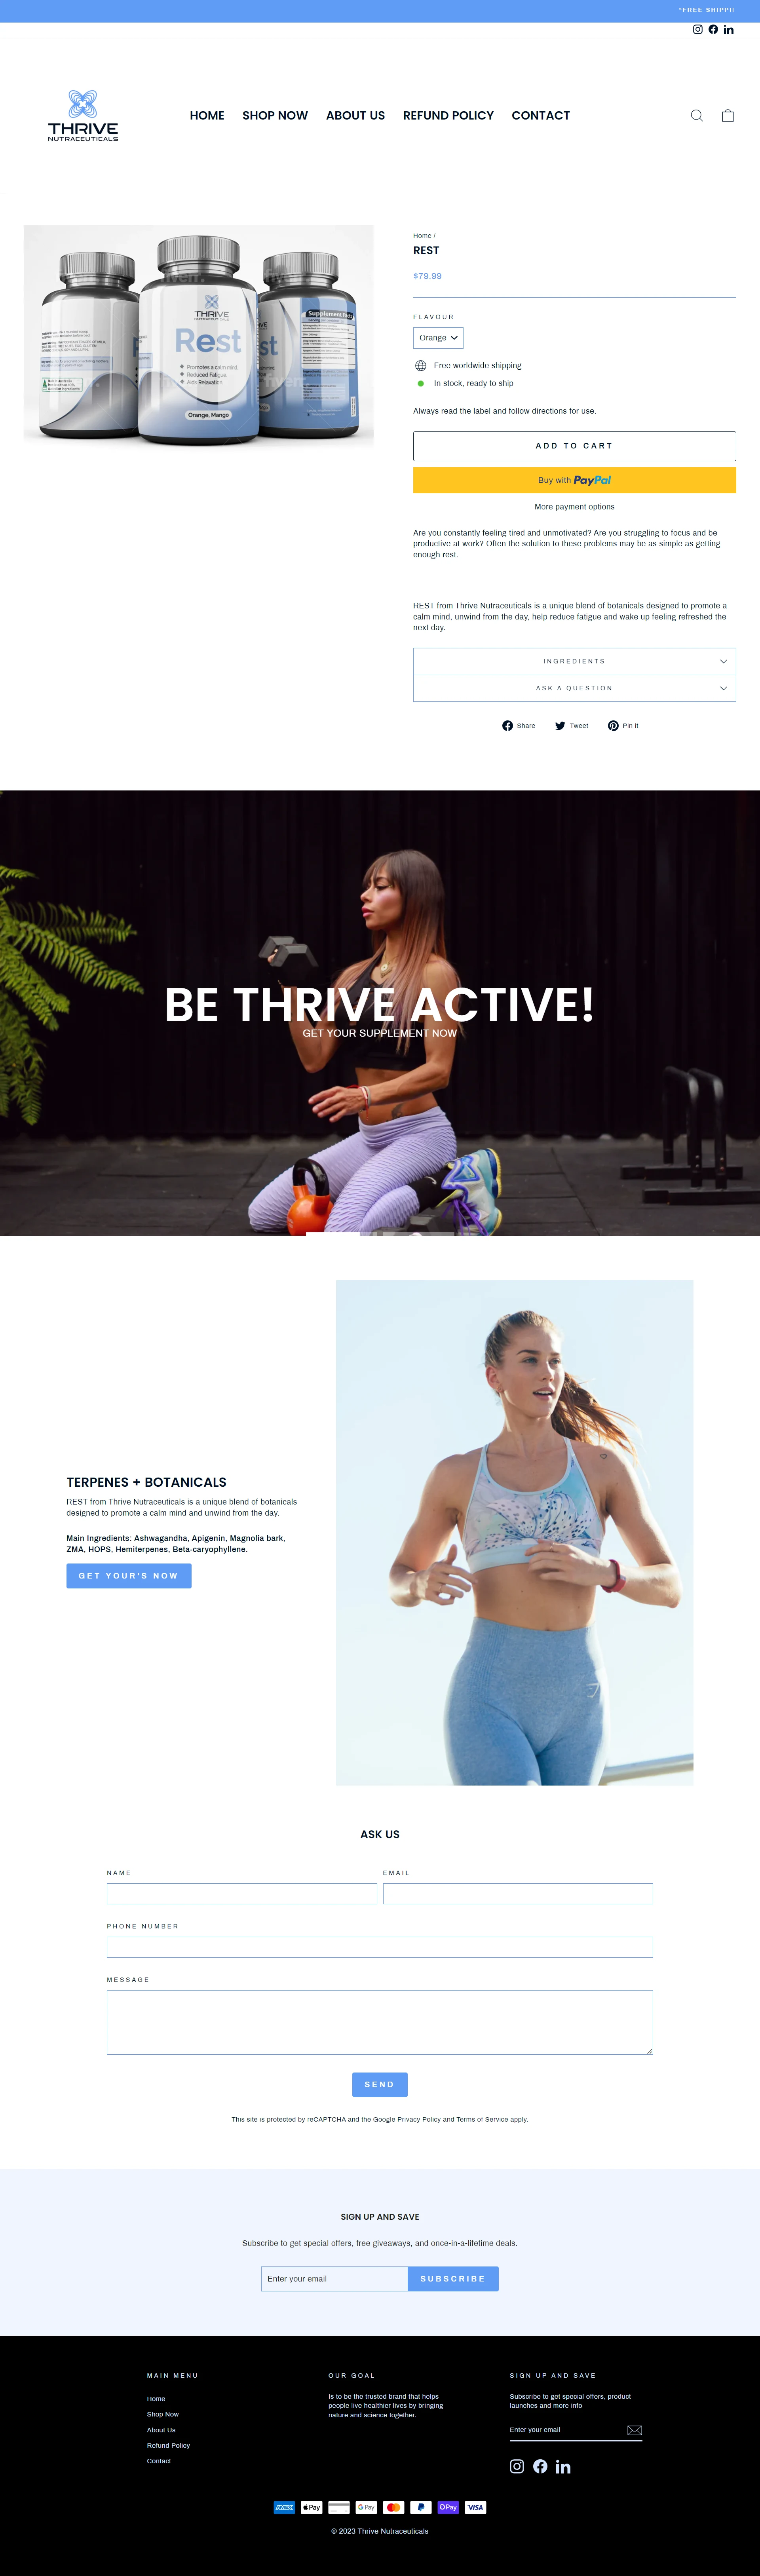 *FREE SHIPPI
THRIVE
NUTRACEUTICALS
HOME SHOP NOW ABOUT US REFUND POLICY CONTACT
Home /
REST
$79.99
FLAVOUR
Orange
Free worldwide shipping
In stock, ready to ship
Always read the label and follow directions for use.
ADD TO CART
Buy with PayPal
More payment options
Are you constantly feeling tired and unmotivated? Are you struggling to focus and be
productive at work? Often the solution to these problems may be as simple as getting
enough rest.
REST from Thrive Nutraceuticals is a unique blend of botanicals designed to promote a
calm mind, unwind from the day, help reduce fatigue and wake up feeling refreshed the
next day.
INGREDIENTS
ASK A QUESTION
Share Tweet Pin it
THRIVE
NUTRACEUTICALS
Rest
Promotes a calm mind
Reduced Fatigue
Aids Relaxation
Orange, Mango
Supplement Facts
est
BE THRIVE ACTIVE!
GET YOUR SUPPLEMENT NOW
TERPENES + BOTANICALS
REST from Thrive Nutraceuticals is a unique blend of botanicals
designed to promote a calm mind and unwind from the day.
Main Ingredients: Ashwagandha, Apigenin, Magnolia bark,
ZMA, HOPS, Hemiterpenes, Beta-caryophyllene.
GET YOUR'S NOW
ASK US
NAME EMAIL
PHONE NUMBER
MESSAGE
SEND
This site is protected by reCAPTCHA and the Google Privacy Policy and Terms of Service apply.
SIGN UP AND SAVE
Subscribe to get special offers, free giveaways, and once-in-a-lifetime deals.
Enter your email SUBSCRIBE
MAIN MENU
Home
Shop Now
About Us
Refund Policy
Contact
OUR GOAL
Is to be the trusted brand that helps
people live healthier lives by bringing
nature and science together.
SIGN UP AND SAVE
Subscribe to get special offers, product
launches and more info
Enter your email
AMEX Pay G Pay Pay VISA
© 2023 Thrive Nutraceuticals